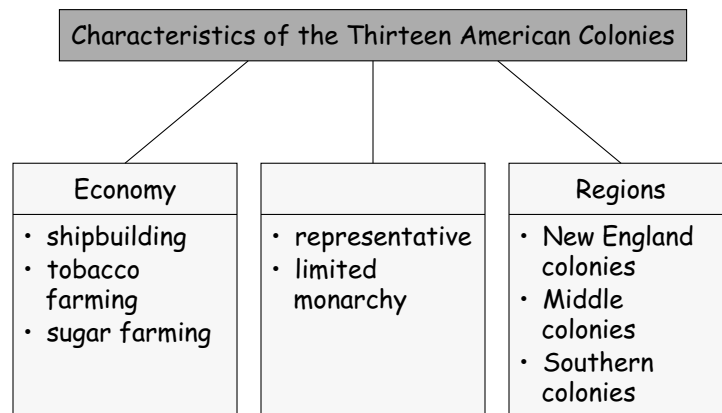 Characteristics of the Thirteen American Colonies
Economy
• shipbuilding
• tobacco
farming
• sugar farming
• representative
• limited
monarchy
Regions
• New England
colonies
• Middle
colonies
• Southern
colonies